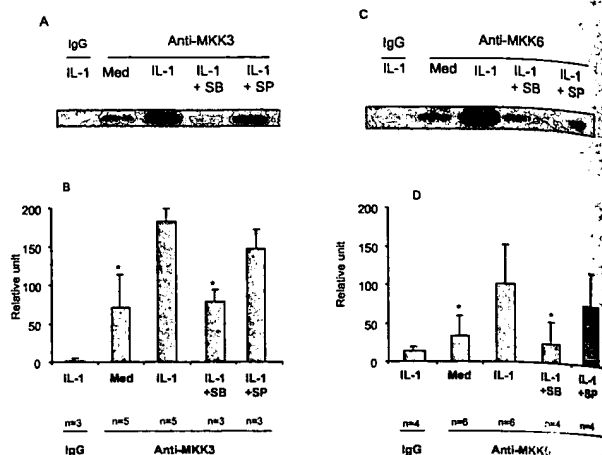 A
IgG Anti-MKK3
IL-1 Med IL-1 IL-1 + SB IL-1 + SP
C
IgG Anti-MKK6
IL-1 Med IL-1 IL-1 + SB IL-1 + SP
B
Relative unit
200
150
100
50
0
* *
IL-1 Med IL-1 IL-1 +SB IL-1 +SP
n=3 n=5 n=5 n=3 n=3
IgG Anti-MKK3
D
Relative unit
200
150
100
50
0
* *
IL-1 Med IL-1 IL-1 +SB IL-1 +SP
n=4 n=6 n=6 n=4 n=4
IgG Anti-MKK6